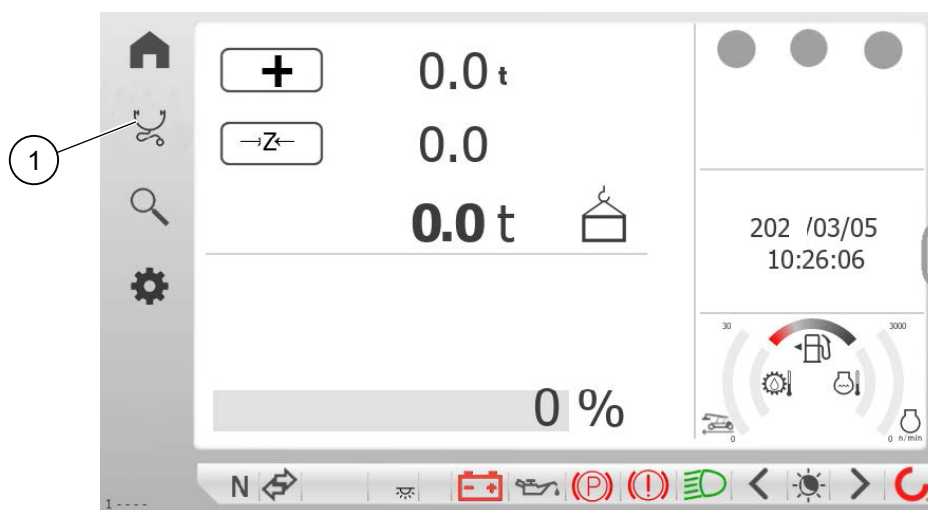 + 0.0 t
→Z← 0.0
0.0 t
0 %
202 /03/05
10:26:06
30 3000
0 0 n/min
1
N P
1 - - - -